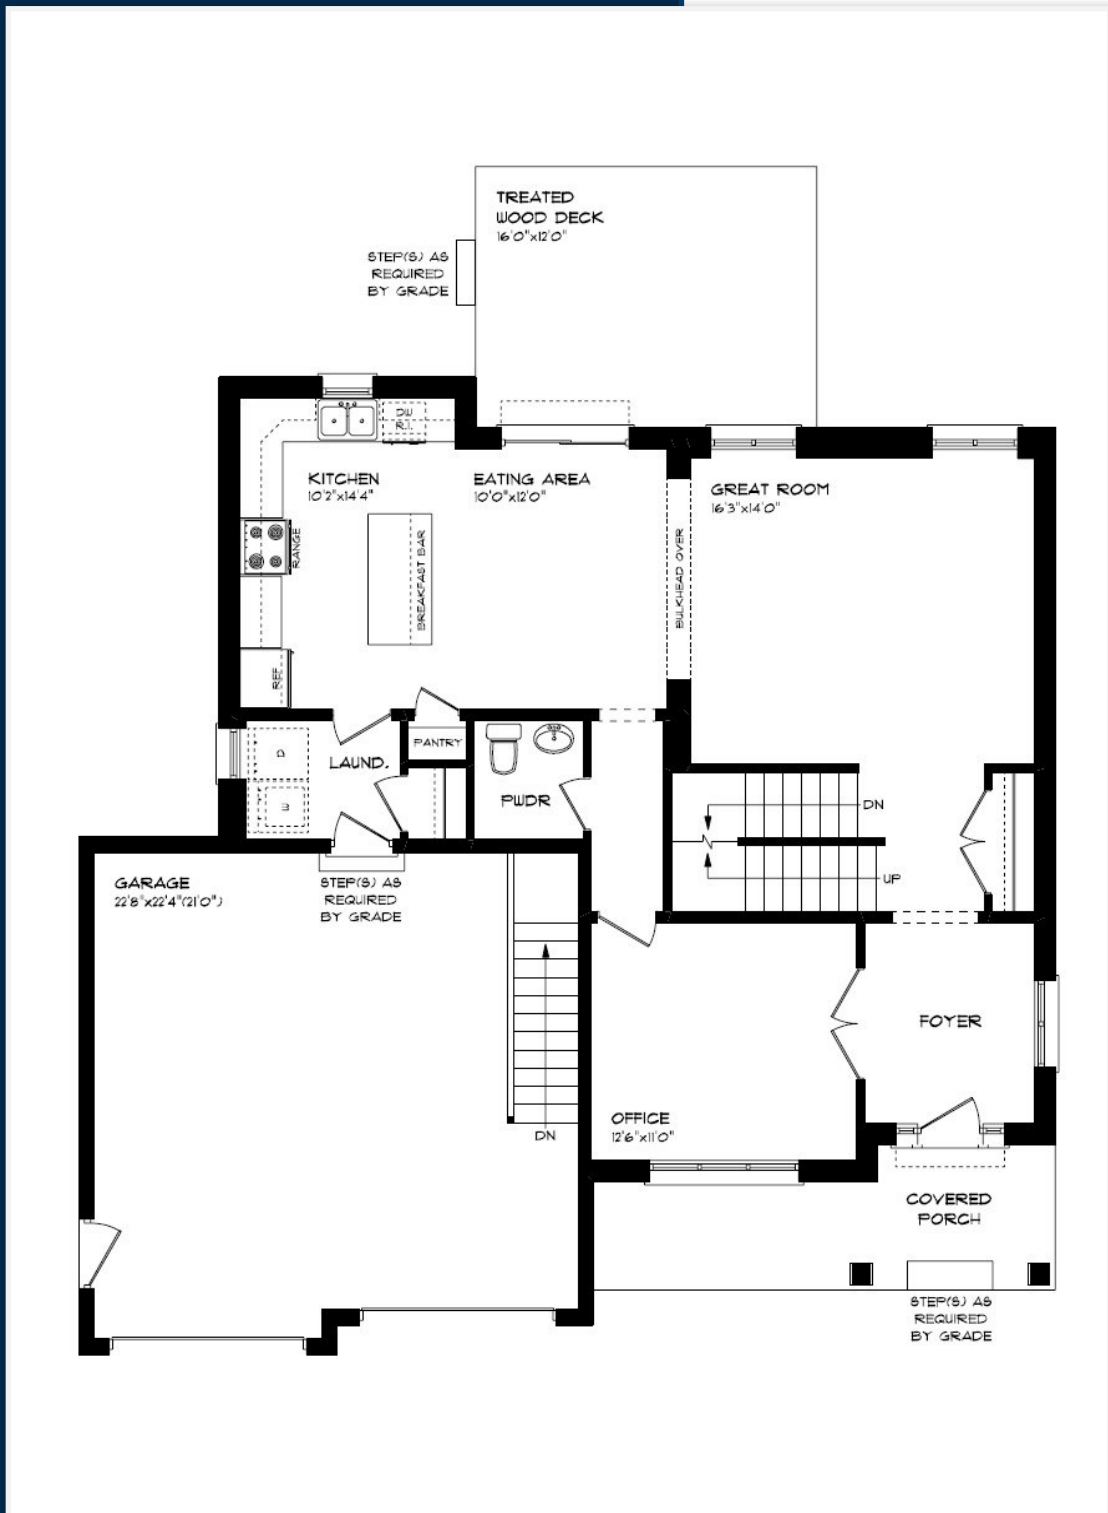 TREATED
WOOD DECK
16'0"x12'0"
STEP(S) AS
REQUIRED
BY GRADE
DW
R.I.
KITCHEN
10'2"x14'4"
EATING AREA
10'0"x12'0"
GREAT ROOM
16'3"x14'0"
RANGE
BREAKFAST BAR
BULKHEAD OVER
REF
D
W
LAUND.
PANTRY
PWDR
DN
UP
GARAGE
22'8"x22'4"(21'0")
STEP(S) AS
REQUIRED
BY GRADE
DN
FOYER
OFFICE
12'6"x11'0"
COVERED
PORCH
STEP(S) AS
REQUIRED
BY GRADE